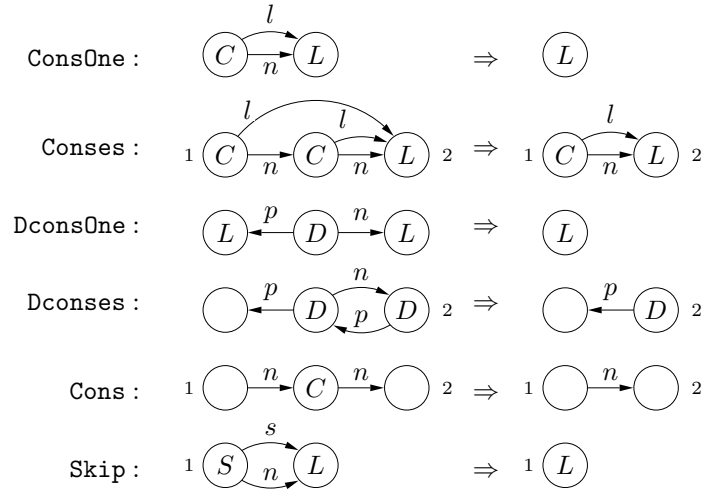 l
ConsOne : C n L ⇒ L
l l l
Conses : 1 C n C n L 2 ⇒ 1 C n L 2
DconsOne : L p D n L ⇒ L
n
Dconses : p D p D 2 ⇒ p D 2
Cons : 1 n C n 2 ⇒ 1 n 2
s
Skip : 1 S n L ⇒ 1 L